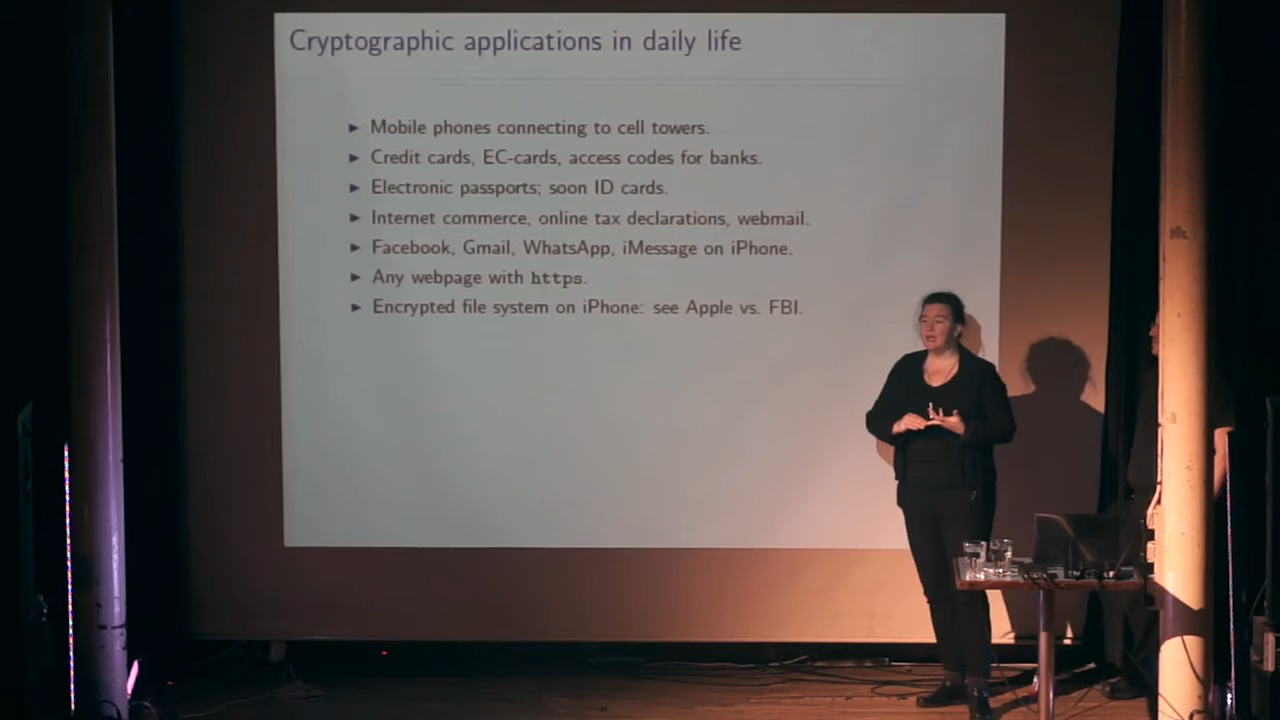 Cryptographic applications in daily life
► Mobile phones connecting to cell towers.
► Credit cards, EC-cards, access codes for banks.
► Electronic passports; soon ID cards.
► Internet commerce, online tax declarations, webmail.
► Facebook, Gmail, WhatsApp, iMessage on iPhone.
► Any webpage with https.
► Encrypted file system on iPhone: see Apple vs. FBI.